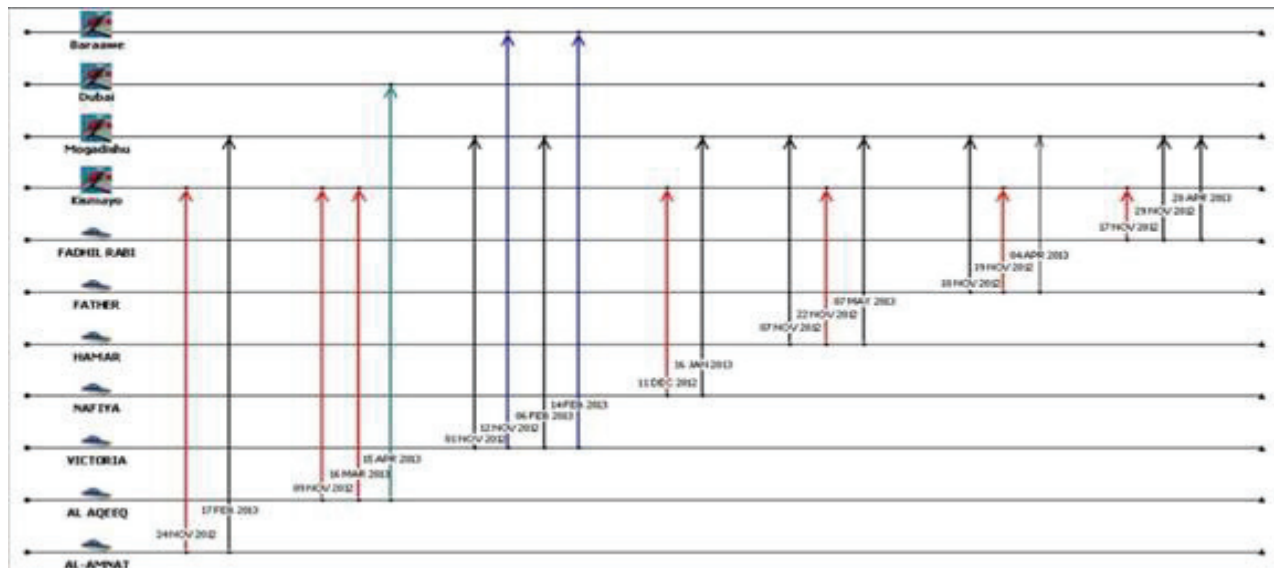 Baraawe
Dubai
Mogadishu
Kismayo
28 APR 2013
29 NOV 2012
17 NOV 2012
FADHIL RABI
04 APR 2013
19 NOV 2012
18 NOV 2012
FATHER
07 MAY 2013
22 NOV 2012
07 NOV 2012
HAMAR
16 JAN 2013
11 DEC 2012
NAFIYA
14 FEB 2013
06 FEB 2013
12 NOV 2012
01 NOV 2012
VICTORIA
15 APR 2013
16 MAR 2013
09 NOV 2012
AL AQEEQ
17 FEB 2013
24 NOV 2012
AL-AMNAI